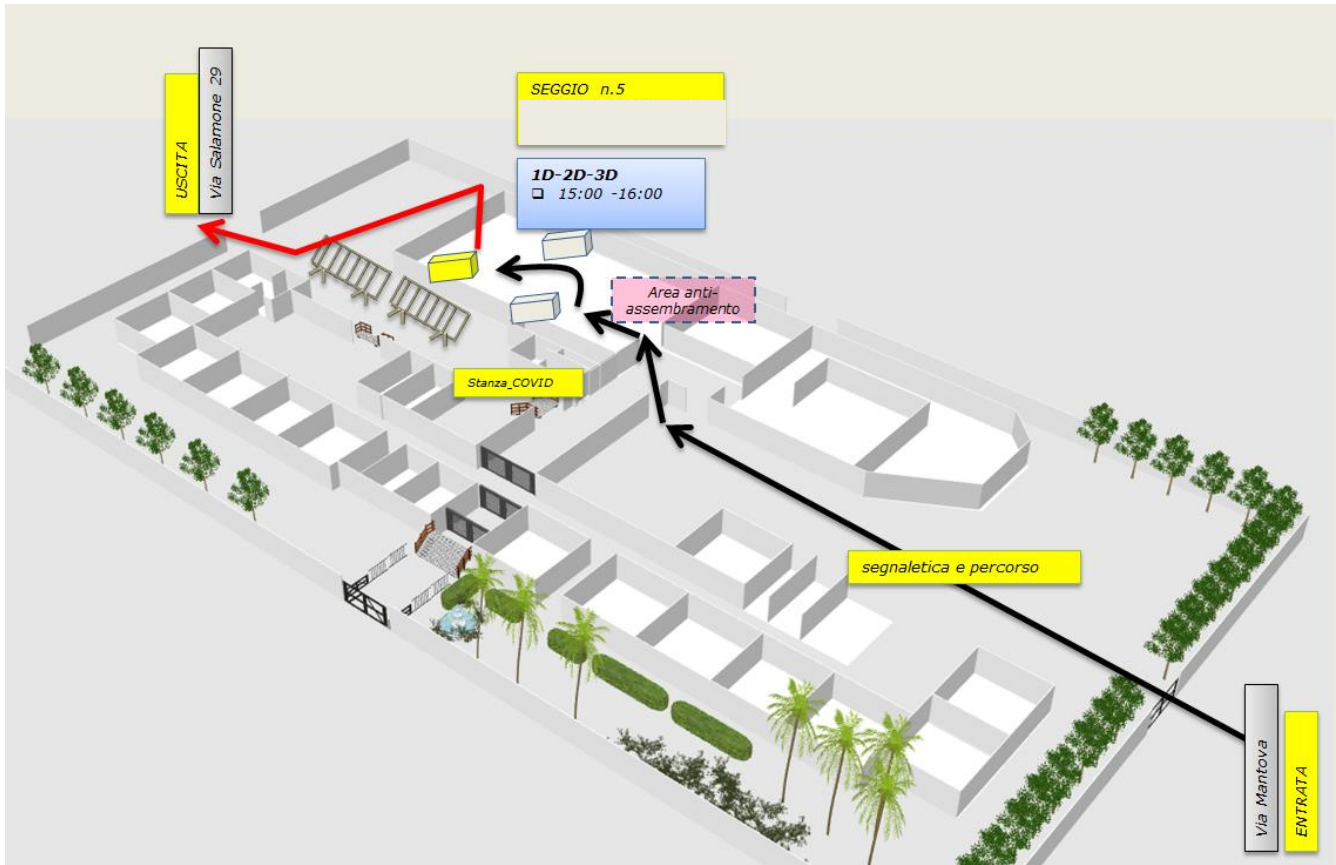 USCITA
Via Salamone 29
SEGGIO n.5
1D-2D-3D
❑ 15:00 -16:00
Area anti-
assembramento
Stanza_COVID
segnaletica e percorso
Via Mantova
ENTRATA